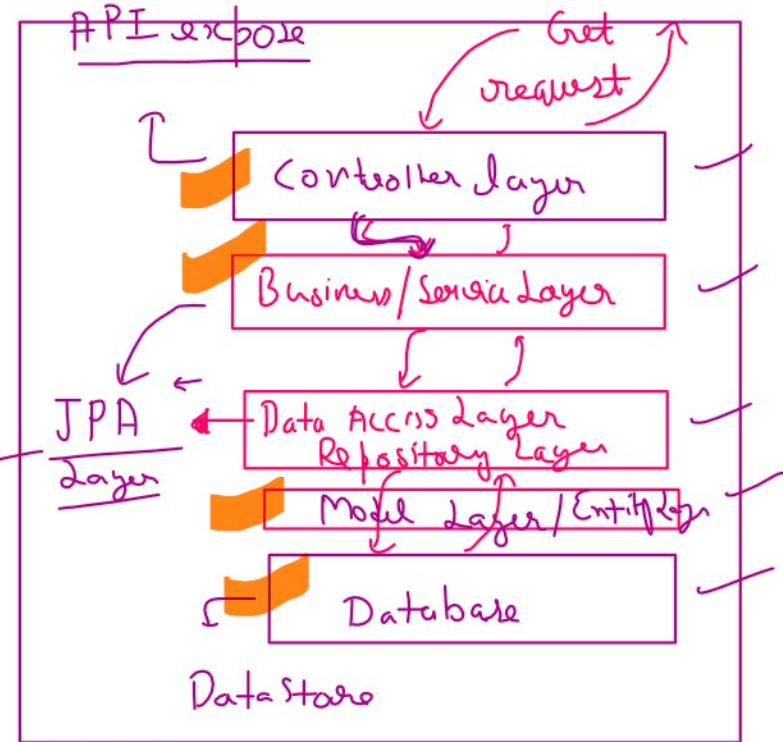 API expose
Get
request
Controller layer
Business/Service Layer
JPA
Layer
Data Access Layer
Repository Layer
Model Layer/Entity Layer
Database
DataStore